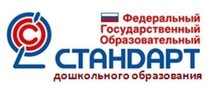 Федеральный
Государственный
Образовательный
СТАНДАРТ
дошкольного образования